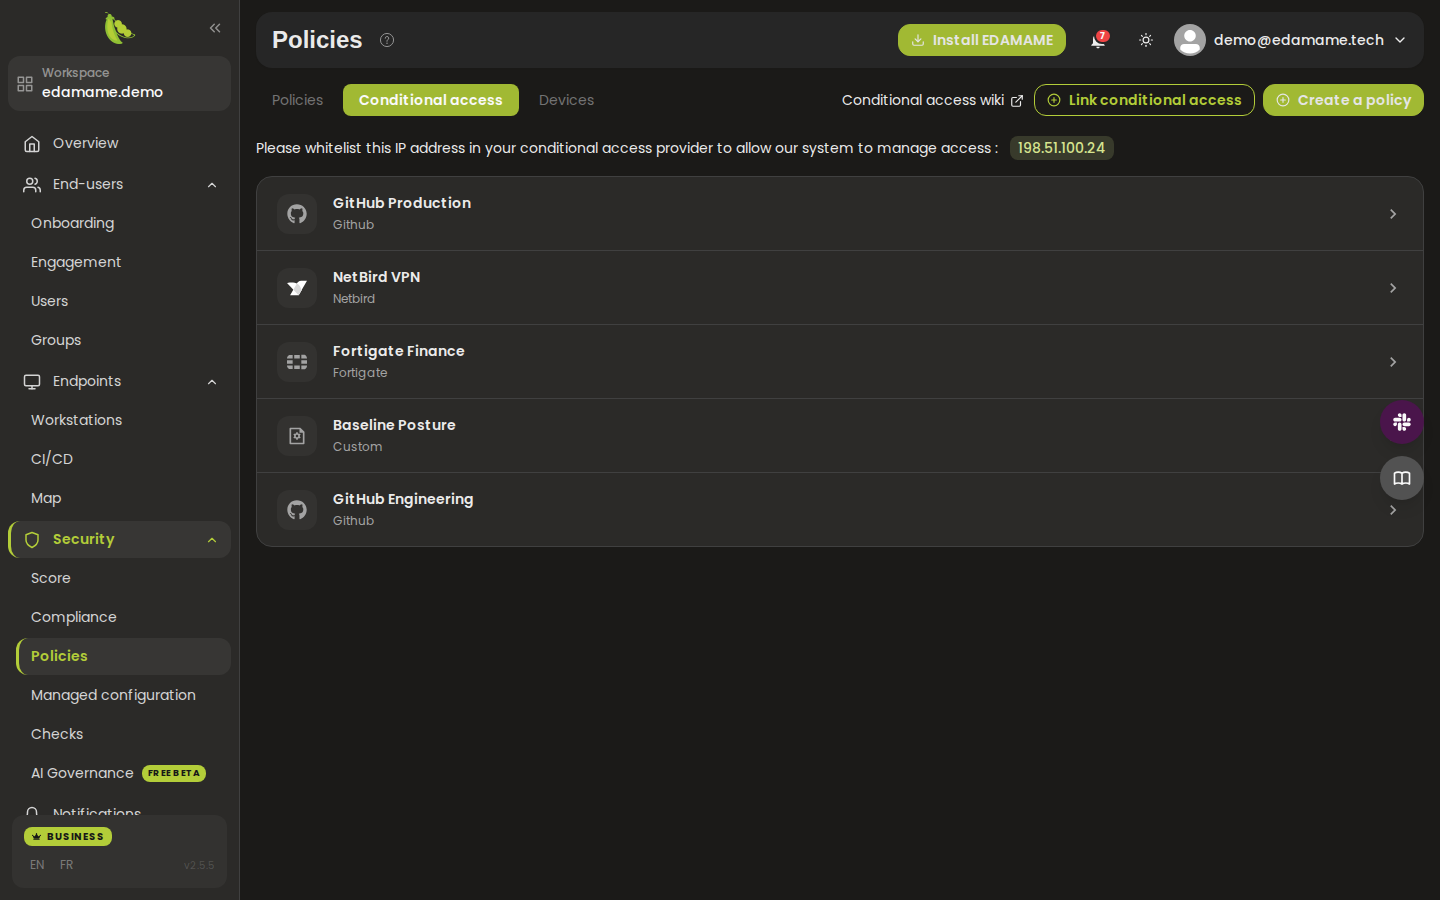 Workspace
edamame.demo
Overview
End-users
Onboarding
Engagement
Users
Groups
Endpoints
Workstations
CI/CD
Map
Security
Score
Compliance
Policies
Managed configuration
Checks
AI Governance FREE BETA
Notifications
BUSINESS
EN FR v2.5.5
Policies
Install EDAMAME
7
demo@edamame.tech
Policies Conditional access Devices
Conditional access wiki Link conditional access Create a policy
Please whitelist this IP address in your conditional access provider to allow our system to manage access : 198.51.100.24
GitHub Production
Github
NetBird VPN
Netbird
Fortigate Finance
Fortigate
Baseline Posture
Custom
GitHub Engineering
Github